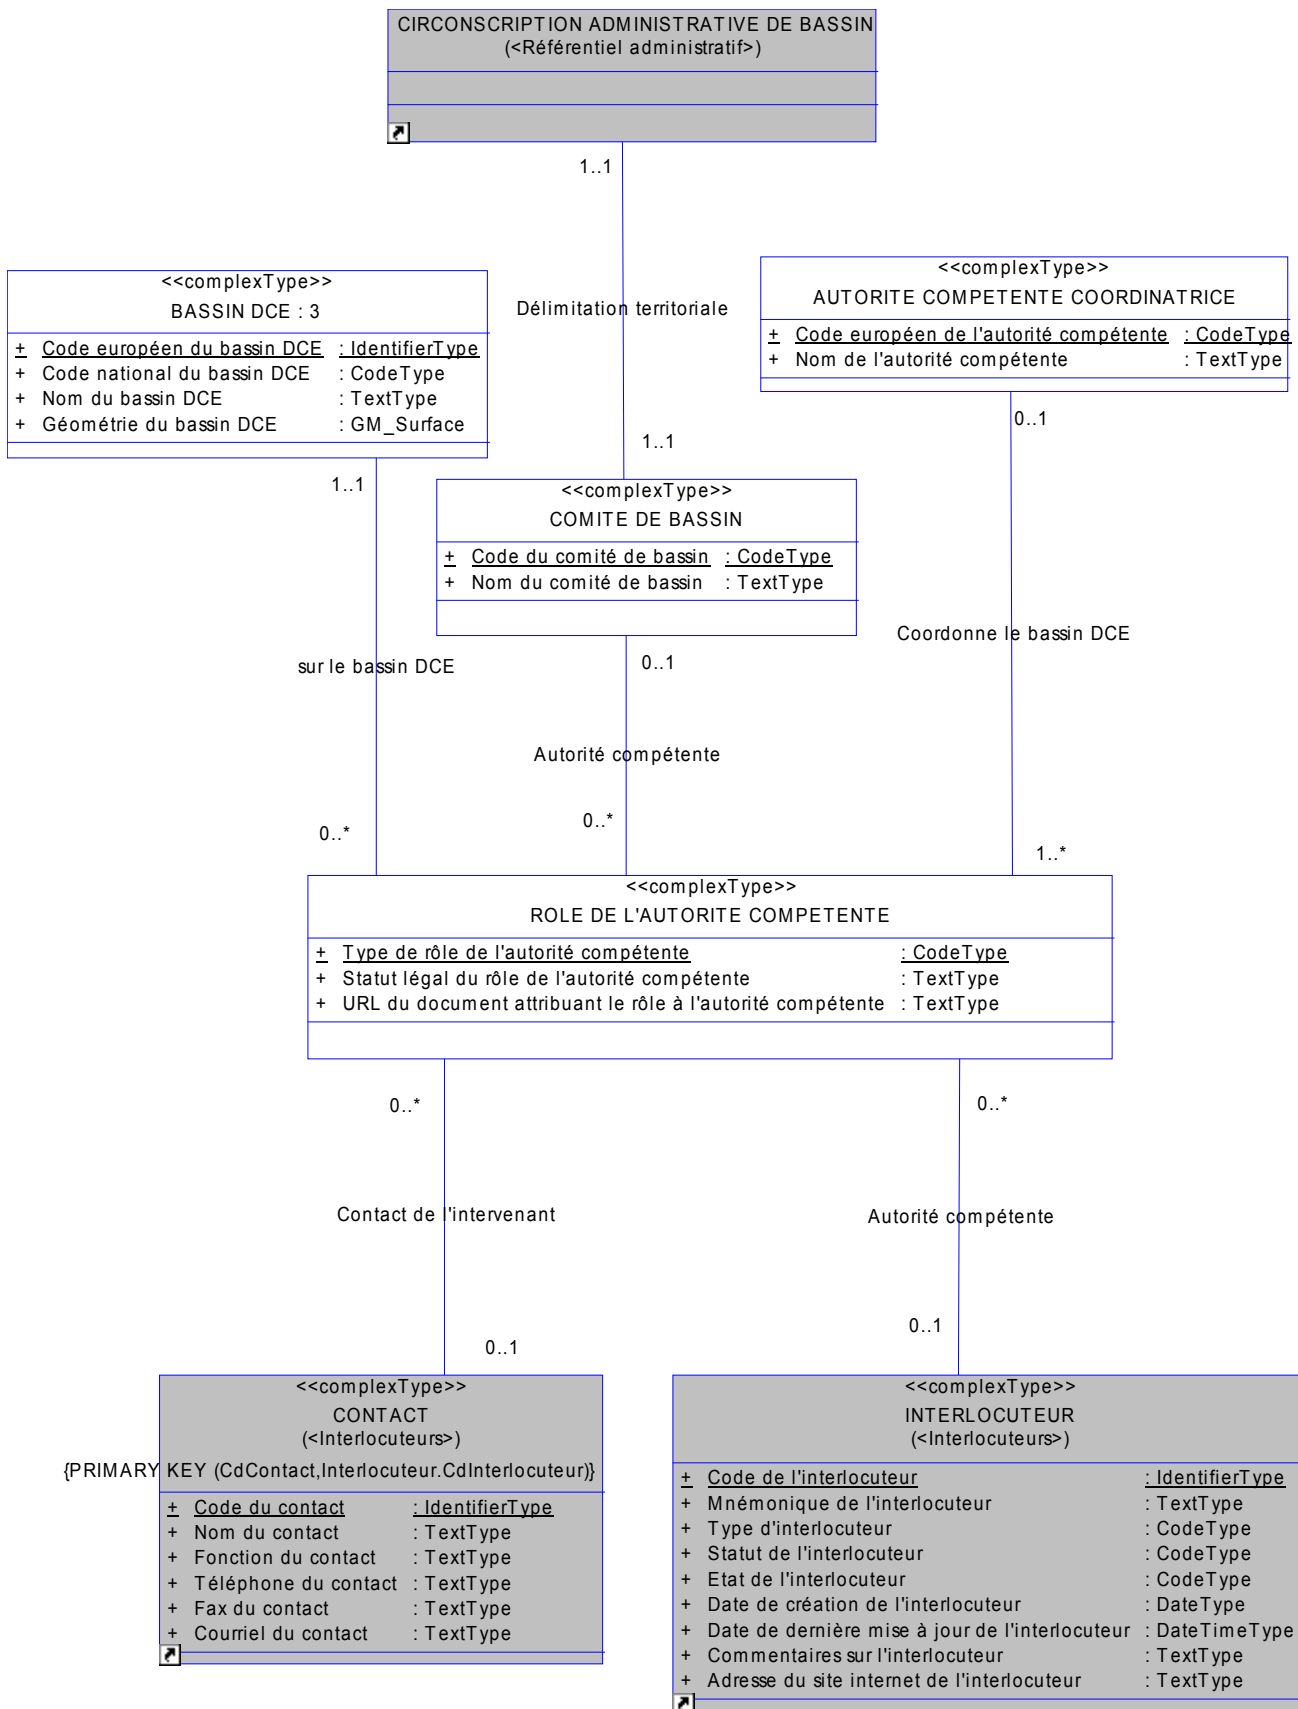 CIRCONSCRIPTION ADMINISTRATIVE DE BASSIN
(<Référentiel administratif>)
1..1
Délimitation territoriale
1..1
<<complexType>>
BASSIN DCE : 3
+ Code européen du bassin DCE : IdentifierType
+ Code national du bassin DCE : CodeType
+ Nom du bassin DCE : TextType
+ Géométrie du bassin DCE : GM_Surface
1..1
sur le bassin DCE
0..*
<<complexType>>
AUTORITE COMPETENTE COORDINATRICE
+ Code européen de l'autorité compétente : CodeType
+ Nom de l'autorité compétente : TextType
0..1
Coordonne le bassin DCE
1..*
<<complexType>>
COMITE DE BASSIN
+ Code du comité de bassin : CodeType
+ Nom du comité de bassin : TextType
0..1
Autorité compétente
0..*
<<complexType>>
ROLE DE L'AUTORITE COMPETENTE
+ Type de rôle de l'autorité compétente : CodeType
+ Statut légal du rôle de l'autorité compétente : TextType
+ URL du document attribuant le rôle à l'autorité compétente : TextType
0..*
Contact de l'intervenant
0..1
0..*
Autorité compétente
0..1
<<complexType>>
CONTACT
(<Interlocuteurs>)
{PRIMARY KEY (CdContact,Interlocuteur.CdInterlocuteur)}
+ Code du contact : IdentifierType
+ Nom du contact : TextType
+ Fonction du contact : TextType
+ Téléphone du contact : TextType
+ Fax du contact : TextType
+ Courriel du contact : TextType
<<complexType>>
INTERLOCUTEUR
(<Interlocuteurs>)
+ Code de l'interlocuteur : IdentifierType
+ Mnémonique de l'interlocuteur : TextType
+ Type d'interlocuteur : CodeType
+ Statut de l'interlocuteur : CodeType
+ Etat de l'interlocuteur : CodeType
+ Date de création de l'interlocuteur : DateType
+ Date de dernière mise à jour de l'interlocuteur : DateTimeType
+ Commentaires sur l'interlocuteur : TextType
+ Adresse du site internet de l'interlocuteur : TextType